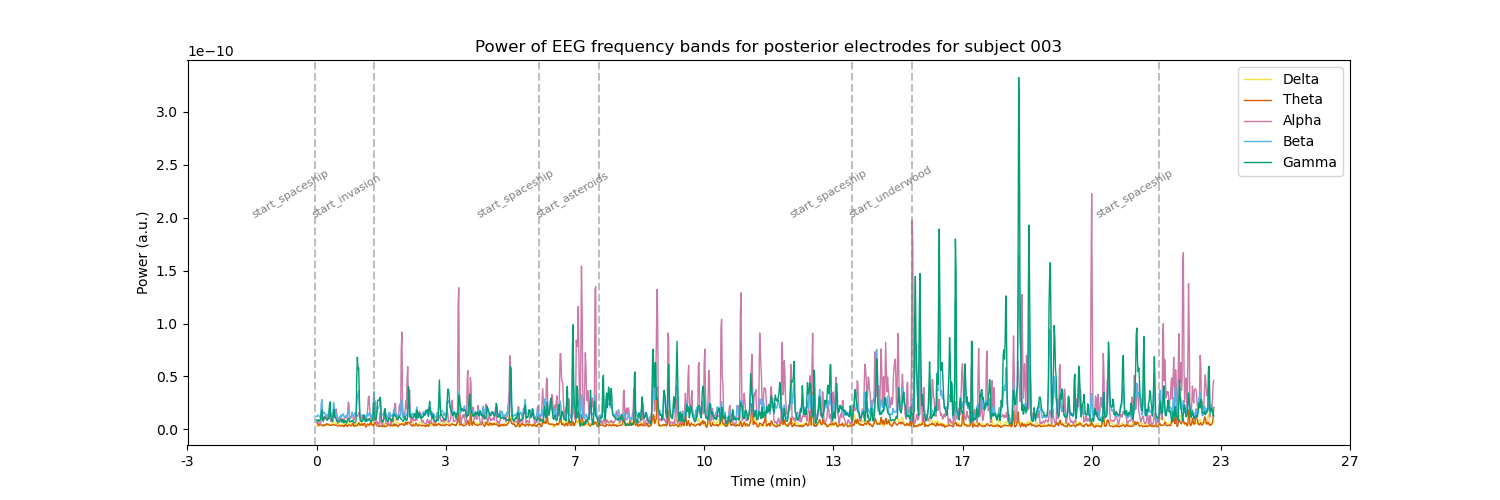 Power of EEG frequency bands for posterior electrodes for subject 003
1e−10
Power (a.u.)
3.0
2.5
2.0
1.5
1.0
0.5
0.0
start_spaceship
start_invasion
start_spaceship
start_asteroids
start_spaceship
start_underwood
start_spaceship
Delta
Theta
Alpha
Beta
Gamma
-3 0 3 7 10 13 17 20 23 27
Time (min)